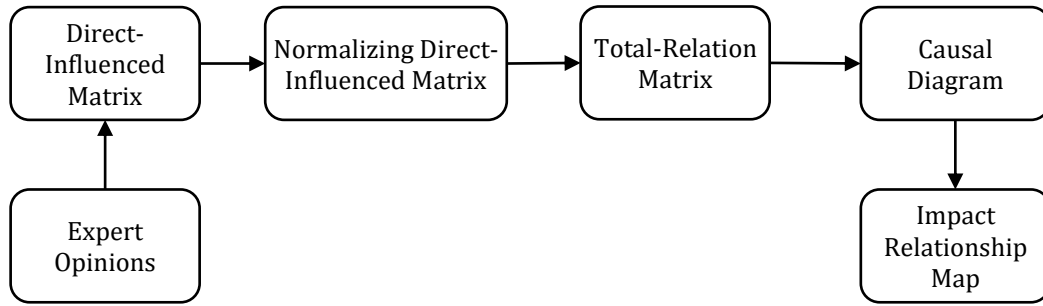 Direct-
Influenced
Matrix
Normalizing Direct-
Influenced Matrix
Total-Relation
Matrix
Causal
Diagram
Expert
Opinions
Impact
Relationship
Map